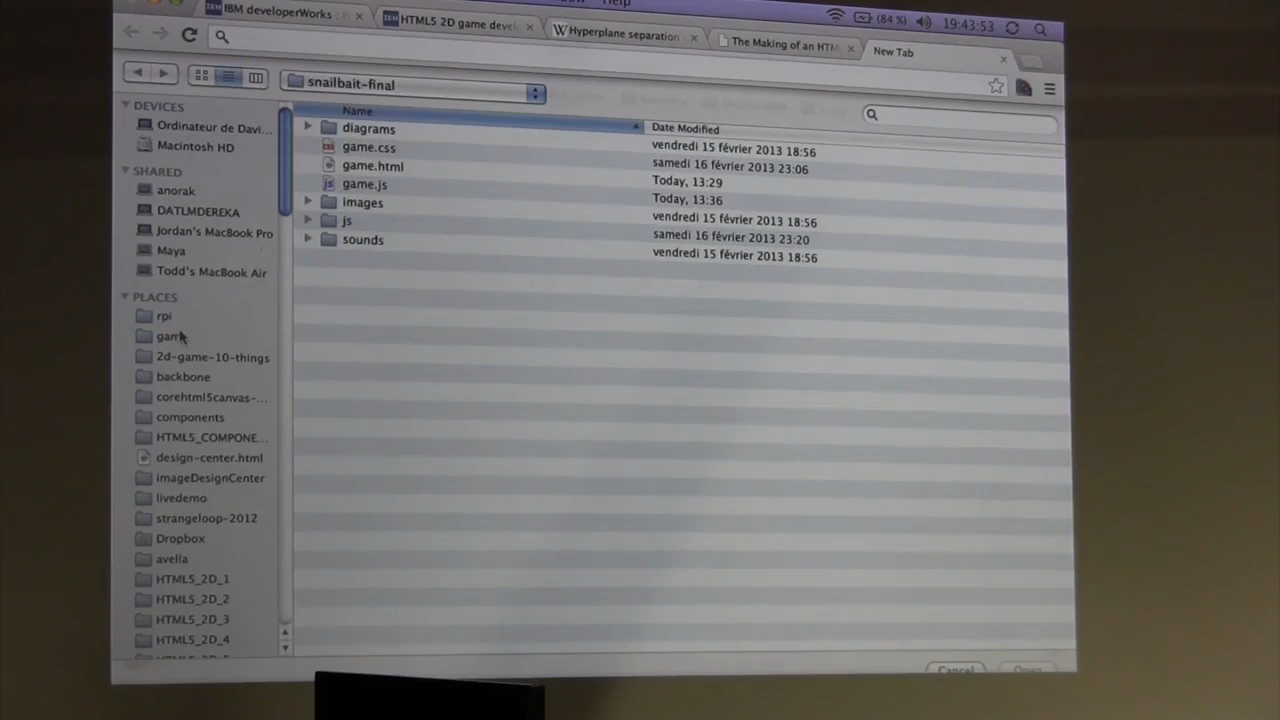 Help
(84 %) 19:43:53
IBM developerWorks :
HTML5 2D game devel
Hyperplane separation
The Making of an HTM
New Tab
snailbait-final
DEVICES
Ordinateur de Davi...
Macintosh HD
SHARED
anorak
DATLMDEREKA
Jordan's MacBook Pro
Maya
Todd's MacBook Air
PLACES
rpi
2d-game-10-things
backbone
corehtml5canvas-...
components
HTML5_COMPONE...
design-center.html
imageDesignCenter
livedemo
strangeloop-2012
Dropbox
avella
HTML5_2D_1
HTML5_2D_2
HTML5_2D_3
HTML5_2D_4
Name
Date Modified
diagrams
vendredi 15 février 2013 18:56
game.css
samedi 16 février 2013 23:06
game.html
Today, 13:29
game.js
Today, 13:36
images
vendredi 15 février 2013 18:56
js
samedi 16 février 2013 23:20
sounds
vendredi 15 février 2013 18:56
Cancel
Open